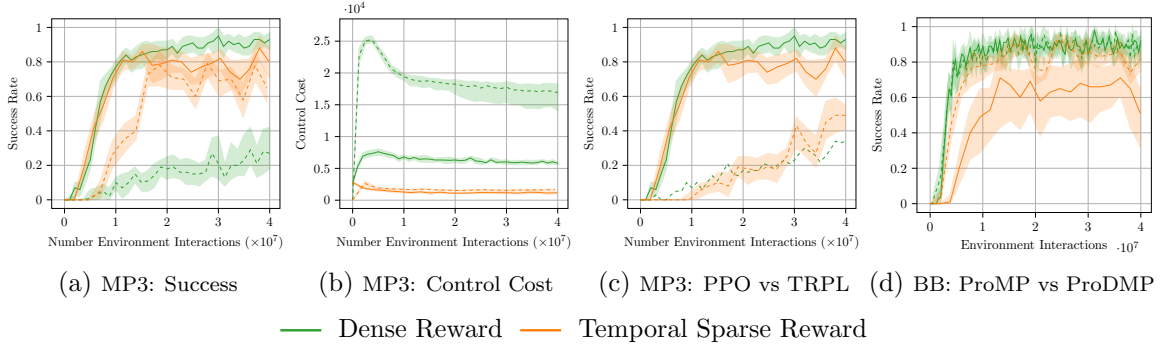 ×10⁴
1
0.8
0.6
0.4
0.2
0
Success Rate
0 1 2 3 4
Number Environment Interactions (×10⁷)
2.5k
2k
1.5k
1k
0.5k
0
Control Cost
0 1 2 3 4
Number Environment Interactions (×10⁷)
1
0.8
0.6
0.4
0.2
0
Success Rate
0 1 2 3 4
Number Environment Interactions (×10⁷)
1
0.8
0.6
0.4
0.2
0
Success Rate
0 1 2 3 4
Environment Interactions ·10⁷
(a) MP3: Success
(b) MP3: Control Cost
(c) MP3: PPO vs TRPL
(d) BB: ProMP vs ProDMP
Dense Reward
Temporal Sparse Reward